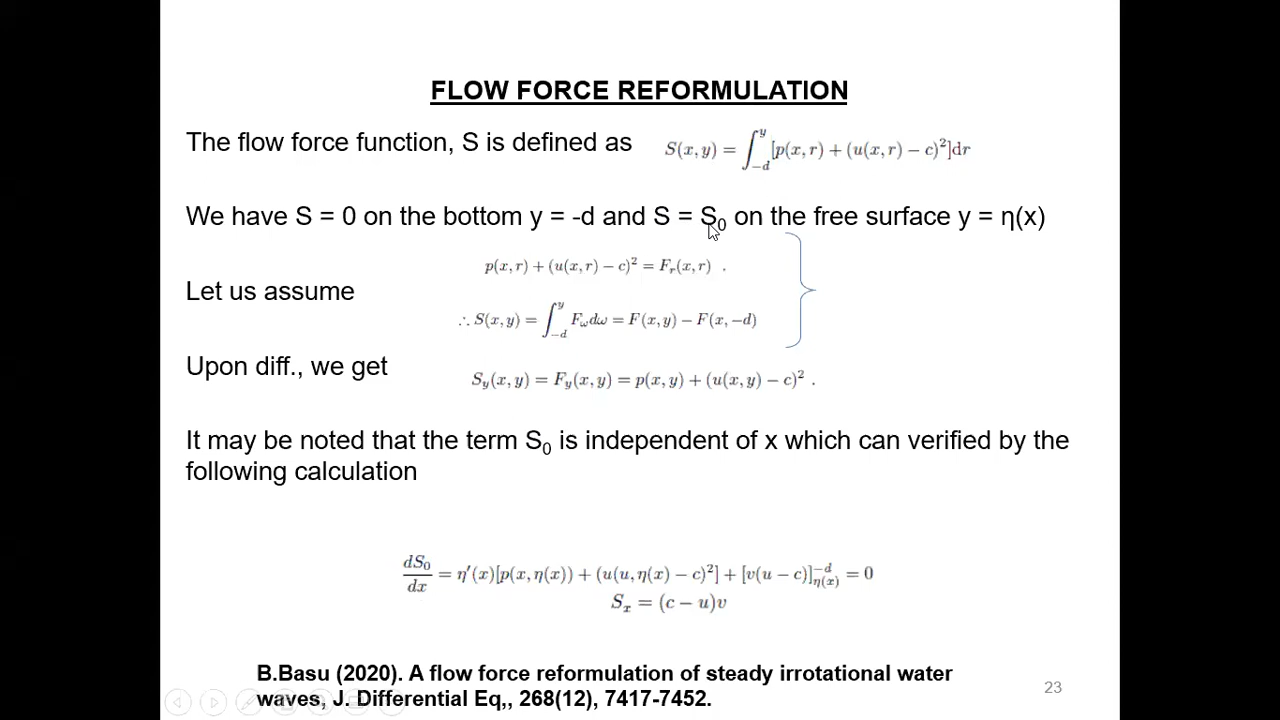 FLOW FORCE REFORMULATION
The flow force function, S is defined as S(x, y) = ∫_{-d}^{y} [p(x, r) + (u(x, r) − c)²]dr
We have S = 0 on the bottom y = -d and S = S₀ on the free surface y = η(x)
p(x, r) + (u(x, r) − c)² = F_r(x, r) .
Let us assume
∴ S(x, y) = ∫_{-d}^{y} F_ω dω = F(x, y) − F(x, −d)
Upon diff., we get S_y(x, y) = F_y(x, y) = p(x, y) + (u(x, y) − c)² .
It may be noted that the term S₀ is independent of x which can verified by the
following calculation
dS₀/dx = η′(x)[p(x, η(x)) + (u(u, η(x) − c)²] + [v(u − c)]_{η(x)}^{−d} = 0
S_x = (c − u)v
B.Basu (2020). A flow force reformulation of steady irrotational water
waves, J. Differential Eq,, 268(12), 7417-7452.
23